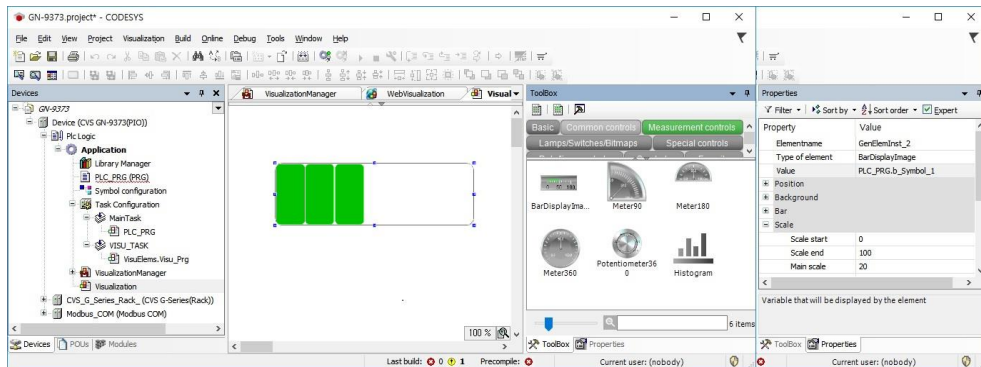 GN-9373.project* - CODESYS
File Edit View Project Visualization Build Online Debug Tools Window Help
Devices
GN-9373
Device (CVS GN-9373(PIO))
Plc Logic
Application
Library Manager
PLC_PRG (PRG)
Symbol configuration
Task Configuration
MainTask
PLC_PRG
VISU_TASK
VisuElems.Visu_Prg
VisualizationManager
Visualization
CVS_G_Series_Rack_ (CVS G-Series(Rack))
Modbus_COM (Modbus COM)
Devices POUs Modules
VisualizationManager WebVisualization Visual
100 %
ToolBox
Basic Common controls Measurement controls
Lamps/Switches/Bitmaps Special controls
BarDisplayIma... Meter90 Meter180
Meter360 Potentiometer36
0 Histogram
6 items
ToolBox Properties
Last build: 0 1 Precompile: Current user: (nobody)
Properties
Filter Sort by Sort order Expert
Property Value
Elementname GenElemInst_2
Type of element BarDisplayImage
Value PLC_PRG.b_Symbol_1
Position
Background
Bar
Scale
Scale start 0
Scale end 100
Main scale 20
Variable that will be displayed by the element
ToolBox Properties
Current user: (nobody)